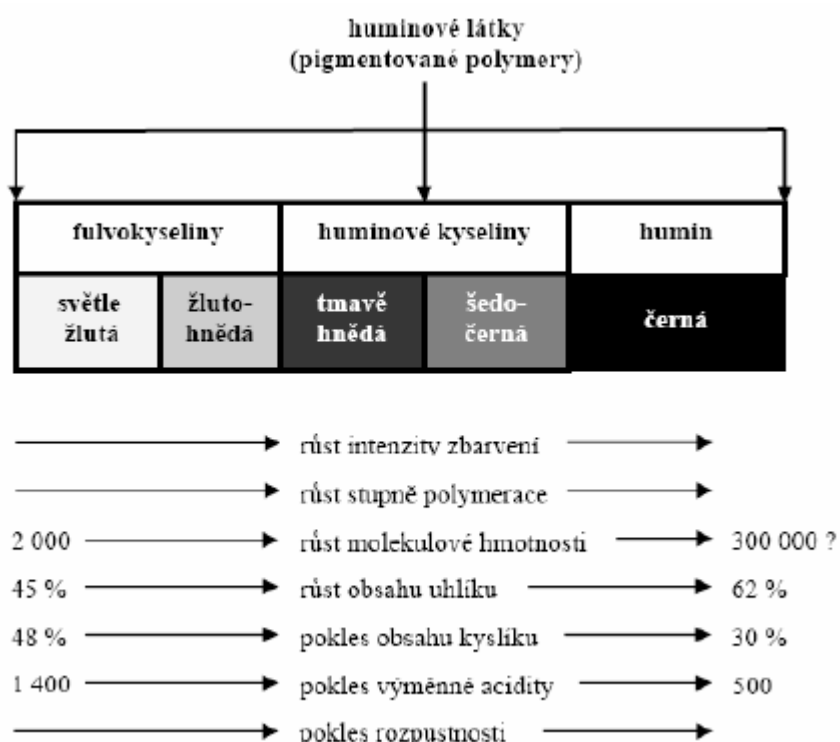 huminové látky
(pigmentované polymery)
fulvokyseliny huminové kyseliny humin
světle žluto- tmavě šedo- černá
žlutá hnědá hnědá černá
růst intenzity zbarvení
růst stupně polymerace
2 000 růst molekulové hmotnosti 300 000 ?
45 % růst obsahu uhlíku 62 %
48 % pokles obsahu kyslíku 30 %
1 400 pokles výměnné acidity 500
pokles rozpustnosti